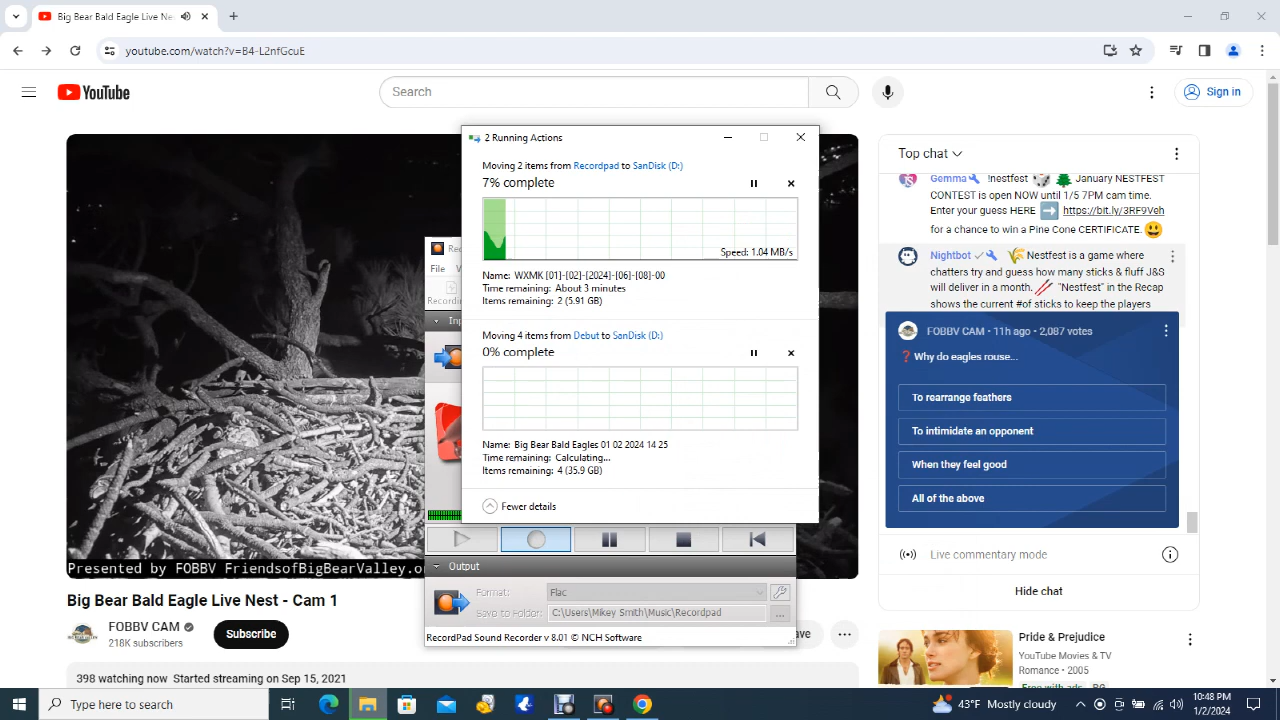 Big Bear Bald Eagle Live Nes
youtube.com/watch?v=B4-L2nfGcuE
YouTube
Search
Sign in
2 Running Actions
Moving 2 items from Recordpad to SanDisk (D:)
7% complete
Speed: 1.04 MB/s
Name: WXMK [01]-[02]-[2024]-[06]-[08]-00
Time remaining: About 3 minutes
Items remaining: 2 (5.91 GB)
Moving 4 items from Debut to SanDisk (D:)
0% complete
Name: Big Bear Bald Eagles 01 02 2024 14 25
Time remaining: Calculating...
Items remaining: 4 (35.9 GB)
Fewer details
File
Recording
Output
Format: Flac
Save to Folder: C:\Users\Mikey Smith\Music\Recordpad
...
RecordPad Sound Recorder v 8.01 © NCH Software
Presented by FOBBV FriendsofBigBearValley.o
Big Bear Bald Eagle Live Nest - Cam 1
FOBBV CAM
218K subscribers
Subscribe
398 watching now Started streaming on Sep 15, 2021
Top chat
Gemma !nestfest January NESTFEST
CONTEST is open NOW until 1/5 7PM cam time.
Enter your guess HERE https://bit.ly/3RF9Veh
for a chance to win a Pine Cone CERTIFICATE.
Nightbot Nestfest is a game where
chatters try and guess how many sticks & fluff J&S
will deliver in a month. "Nestfest" in the Recap
shows the current #of sticks to keep the players
FOBBV CAM • 11h ago • 2,087 votes
❓Why do eagles rouse...
To rearrange feathers
To intimidate an opponent
When they feel good
All of the above
Live commentary mode
Hide chat
Pride & Prejudice
YouTube Movies & TV
Romance • 2005
Free with ads PG
Type here to search
43°F Mostly cloudy
10:48 PM
1/2/2024